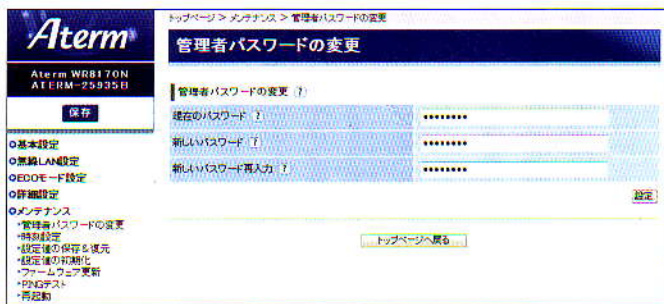 トップページ > メンテナンス > 管理者パスワードの変更
Aterm
管理者パスワードの変更
Aterm WR8170N
ATERM-25935B
保存
管理者パスワードの変更 ?
現在のパスワード ?
新しいパスワード ?
新しいパスワード再入力 ?
設定
トップページへ戻る
基本設定
無線LAN設定
ECOモード設定
詳細設定
メンテナンス
・管理者パスワードの変更
・時刻設定
・設定値の保存&復元
・設定値の初期化
・ファームウェア更新
・PINGテスト
・再起動